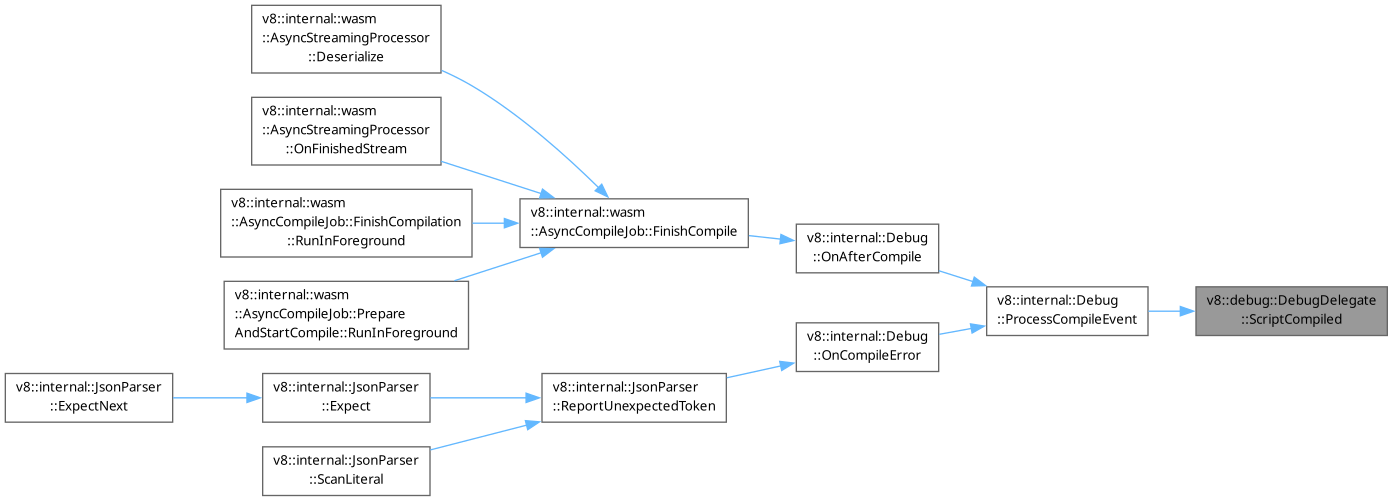 v8::internal::wasm
::AsyncStreamingProcessor
::Deserialize
v8::internal::wasm
::AsyncStreamingProcessor
::OnFinishedStream
v8::internal::wasm
::AsyncCompileJob::FinishCompilation
::RunInForeground
v8::internal::wasm
::AsyncCompileJob::Prepare
AndStartCompile::RunInForeground
v8::internal::wasm
::AsyncCompileJob::FinishCompile
v8::internal::Debug
::OnAfterCompile
v8::internal::Debug
::ProcessCompileEvent
v8::debug::DebugDelegate
::ScriptCompiled
v8::internal::Debug
::OnCompileError
v8::internal::JsonParser
::ExpectNext
v8::internal::JsonParser
::Expect
v8::internal::JsonParser
::ReportUnexpectedToken
v8::internal::JsonParser
::ScanLiteral